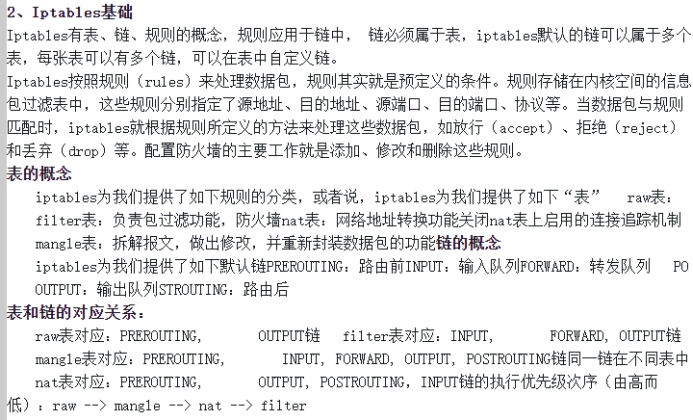 2、Iptables基础
Iptables有表、链、规则的概念，规则应用于链中， 链必须属于表，iptables默认的链可以属于多个
表，每张表可以有多个链，可以在表中自定义链。
Iptables按照规则（rules）来处理数据包，规则其实就是预定义的条件。规则存储在内核空间的信息
包过滤表中，这些规则分别指定了源地址、目的地址、源端口、目的端口、协议等。当数据包与规则
匹配时，iptables就根据规则所定义的方法来处理这些数据包，如放行（accept）、拒绝（reject）
和丢弃（drop）等。配置防火墙的主要工作就是添加、修改和删除这些规则。
表的概念
iptables为我们提供了如下规则的分类，或者说，iptables为我们提供了如下“表” raw表：
filter表：负责包过滤功能，防火墙nat表：网络地址转换功能关闭nat表上启用的连接追踪机制
mangle表：拆解报文，做出修改，并重新封装数据包的功能链的概念
iptables为我们提供了如下默认链PREROUTING：路由前INPUT：输入队列FORWARD：转发队列 PO
OUTPUT：输出队列STROUTING：路由后
表和链的对应关系：
raw表对应：PREROUTING, OUTPUT链 filter表对应：INPUT, FORWARD, OUTPUT链
mangle表对应：PREROUTING, INPUT, FORWARD, OUTPUT, POSTROUTING链同一链在不同表中
nat表对应：PREROUTING, OUTPUT, POSTROUTING，INPUT链的执行优先级次序（由高而
低）：raw --> mangle --> nat --> filter